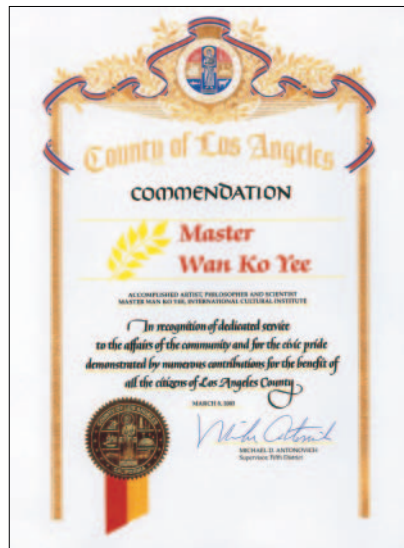 County of Los Angeles
COMMENDATION
Master
Wan Ko Yee
ACCOMPLISHED ARTIST, PHILOSOPHER AND SCIENTIST
MASTER WAN KO YEE, INTERNATIONAL CULTURAL INSTITUTE
In recognition of dedicated service
to the affairs of the community and for the civic pride
demonstrated by numerous contributions for the benefit of
all the citizens of Los Angeles County
MICHAEL D. ANTONOVICH
Supervisor, Fifth District